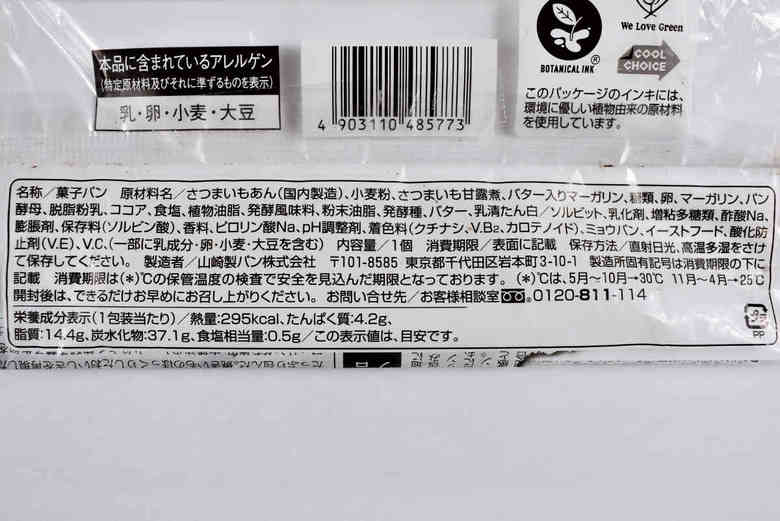 本品に含まれているアレルゲン
(特定原材料及びそれに準ずるものを表示)
乳・卵・小麦・大豆
4 903110 485773
BOTANICAL INK®
We Love Green
COOL
CHOICE
このパッケージのインキには、
環境に優しい植物由来の原材料
を使用しています。
名称／菓子パン 原材料名／さつまいもあん(国内製造)、小麦粉、さつまいも甘露煮、バター入りマーガリン、糖類、卵、マーガリン、パン
酵母、脱脂粉乳、ココア、食塩、植物油脂、発酵風味料、粉末油脂、発酵種、バター、乳清たん白／ソルビット、乳化剤、増粘多糖類、酢酸Na、
膨脹剤、保存料(ソルビン酸)、香料、ピロリン酸Na、pH調整剤、着色料(クチナシ、V.B₂、カロテノイド)、ミョウバン、イーストフード、酸化防
止剤(V.E)、V.C、(一部に乳成分・卵・小麦・大豆を含む) 内容量／1個 消費期限／表面に記載 保存方法／直射日光、高温多湿をさけ
て保存してください。 製造者／山崎製パン株式会社 〒101-8585 東京都千代田区岩本町3-10-1 製造所固有記号は消費期限の下に
記載 消費期限は(*)℃の保管温度の検査で安全を見込んだ期限となっております。(*)℃は、5月〜10月→30℃ 11月〜4月→25℃
開封後は、できるだけお早めにお召し上がりください。 お問い合せ先／お客様相談室 0120-811-114
栄養成分表示(1包装当たり)／熱量:295kcal、たんぱく質:4.2g、
脂質:14.4g、炭水化物:37.1g、食塩相当量:0.5g／この表示値は、目安です。
プラ
PP